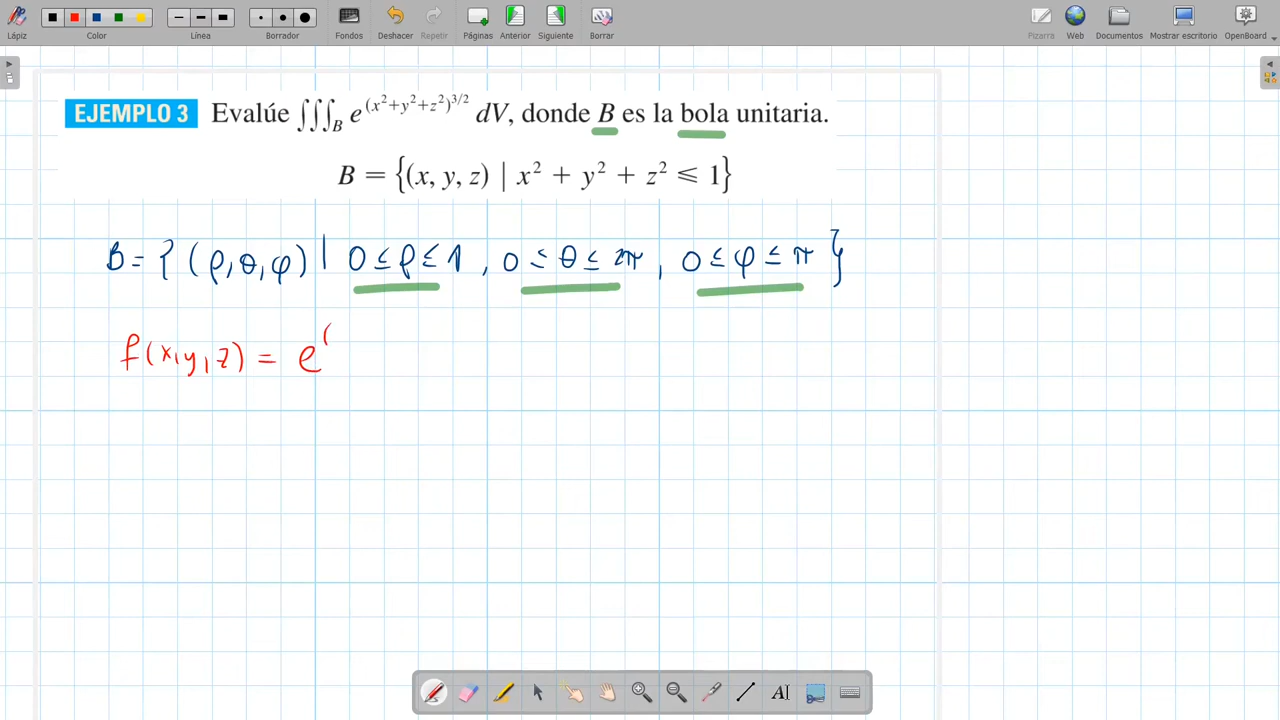 Lápiz Color Línea Borrador Fondos Deshacer Repetir Páginas Anterior Siguiente Borrar Pizarra Web Documentos Mostrar escritorio OpenBoard
EJEMPLO 3 Evalúe ∭_B e^{(x²+y²+z²)^{3/2}} dV, donde B es la bola unitaria.
B = {(x, y, z) | x² + y² + z² ⩽ 1}
B = { (ρ, θ, φ) | 0 ≤ ρ ≤ 1, 0 ≤ θ ≤ 2π, 0 ≤ φ ≤ π }
f(x,y,z) = e^(
AI